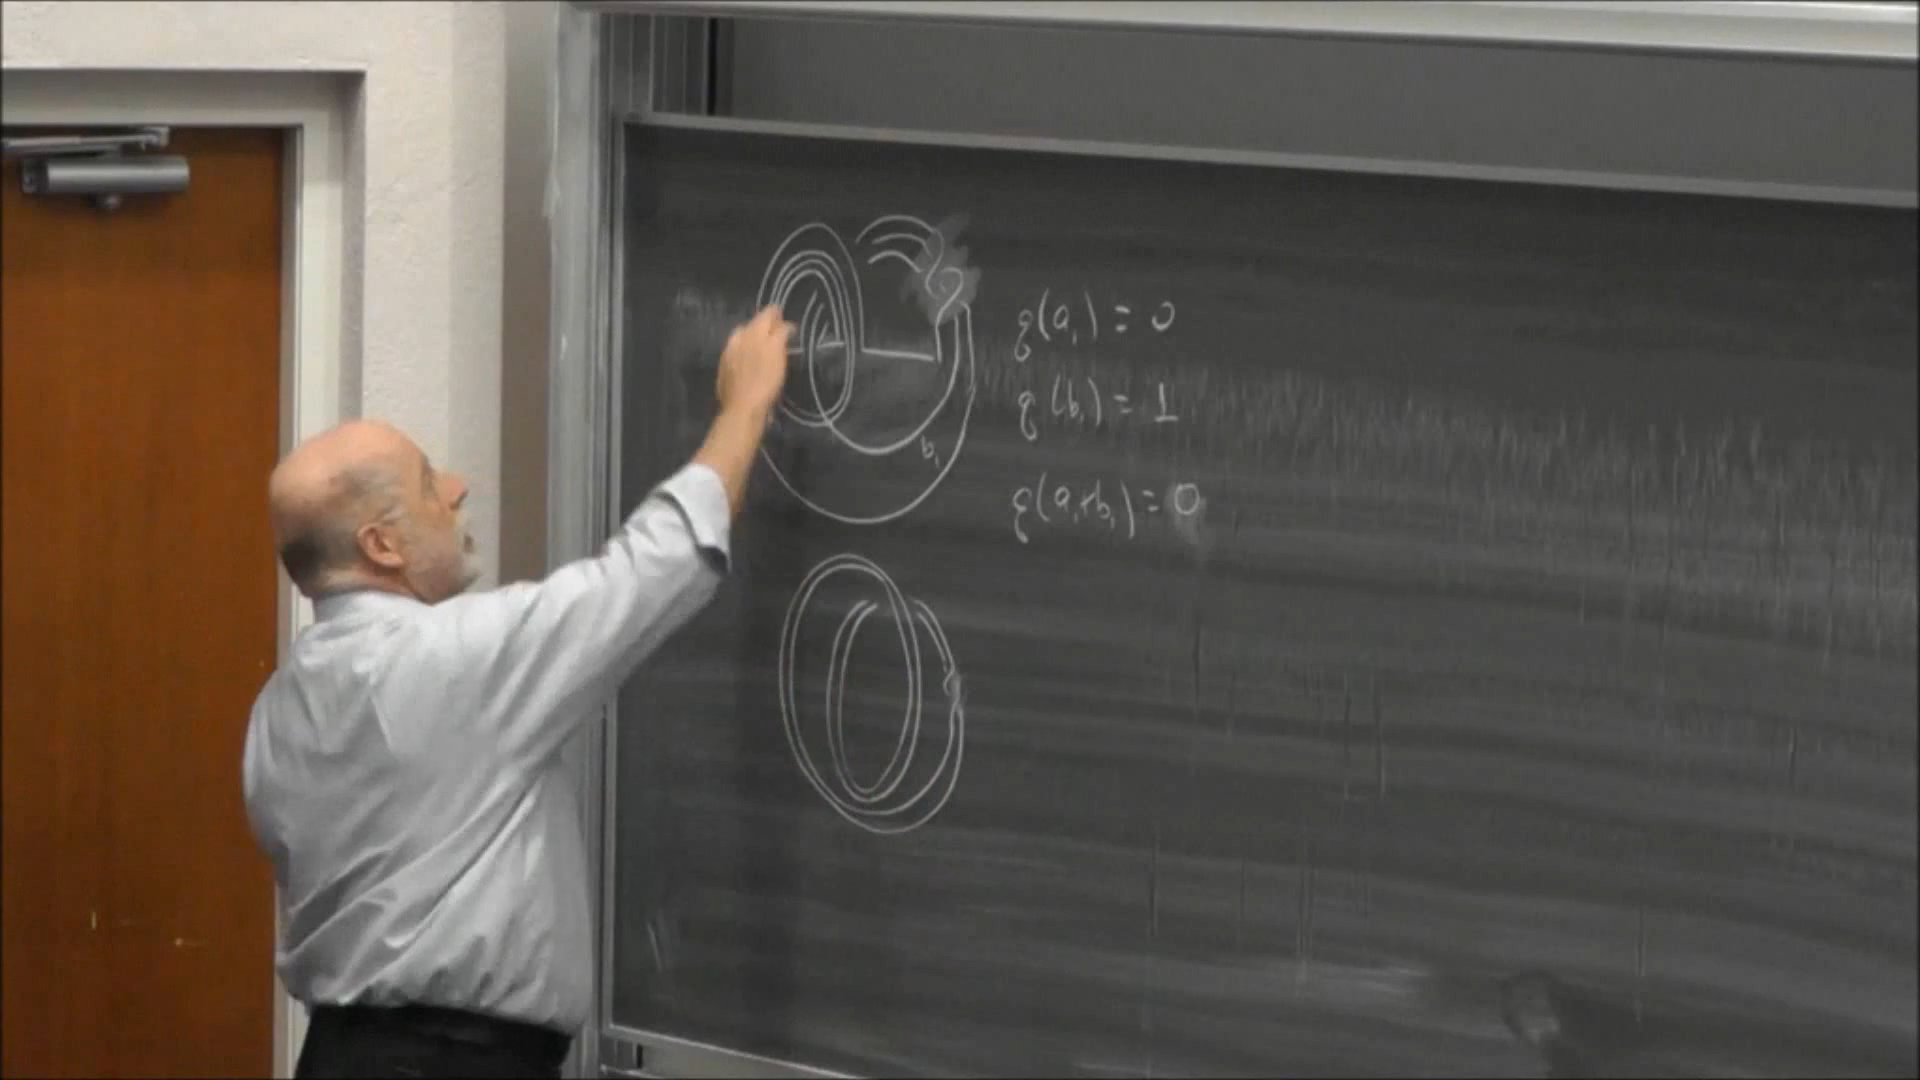 q(a₁) = 0
q(b₁) = 1
b₁
q(a₁+b₁) = 0